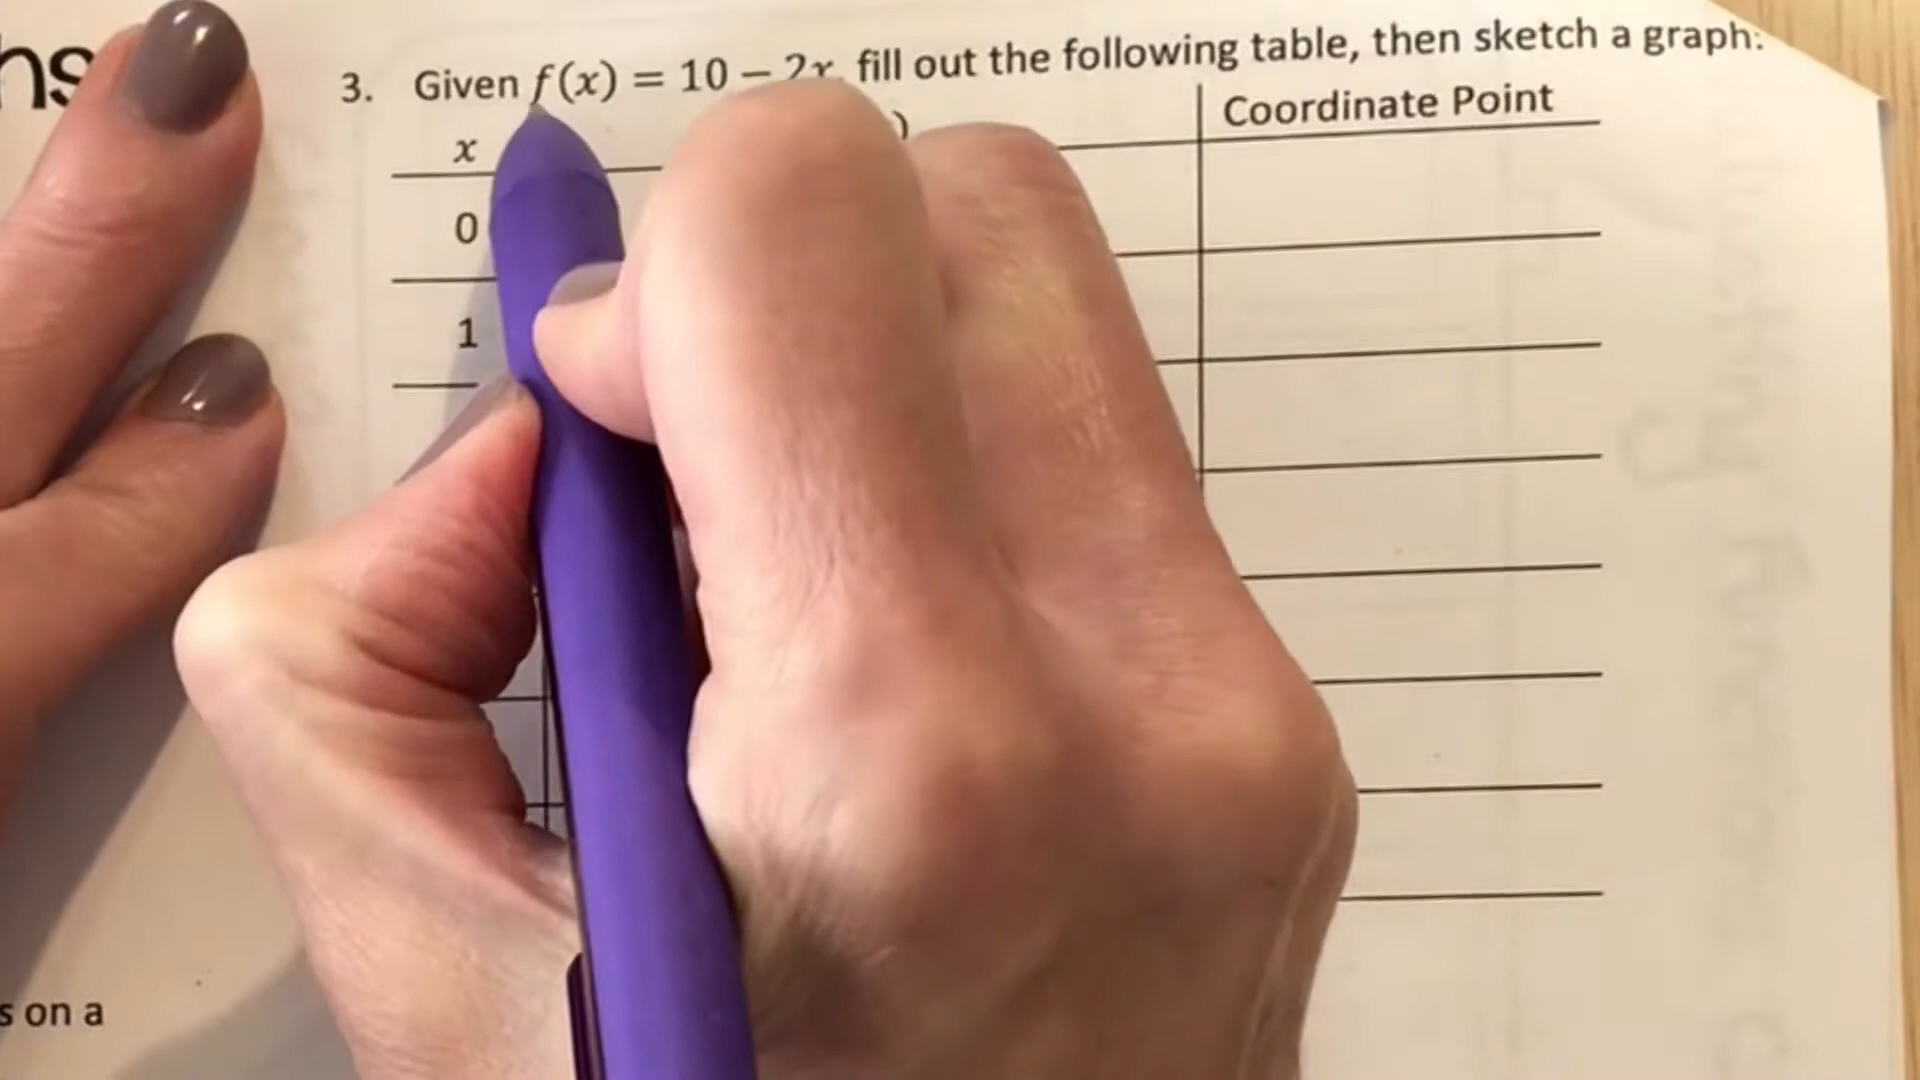 hs
3. Given f(x) = 10 – 2x, fill out the following table, then sketch a graph:
x ) Coordinate Point
0
1
s on a